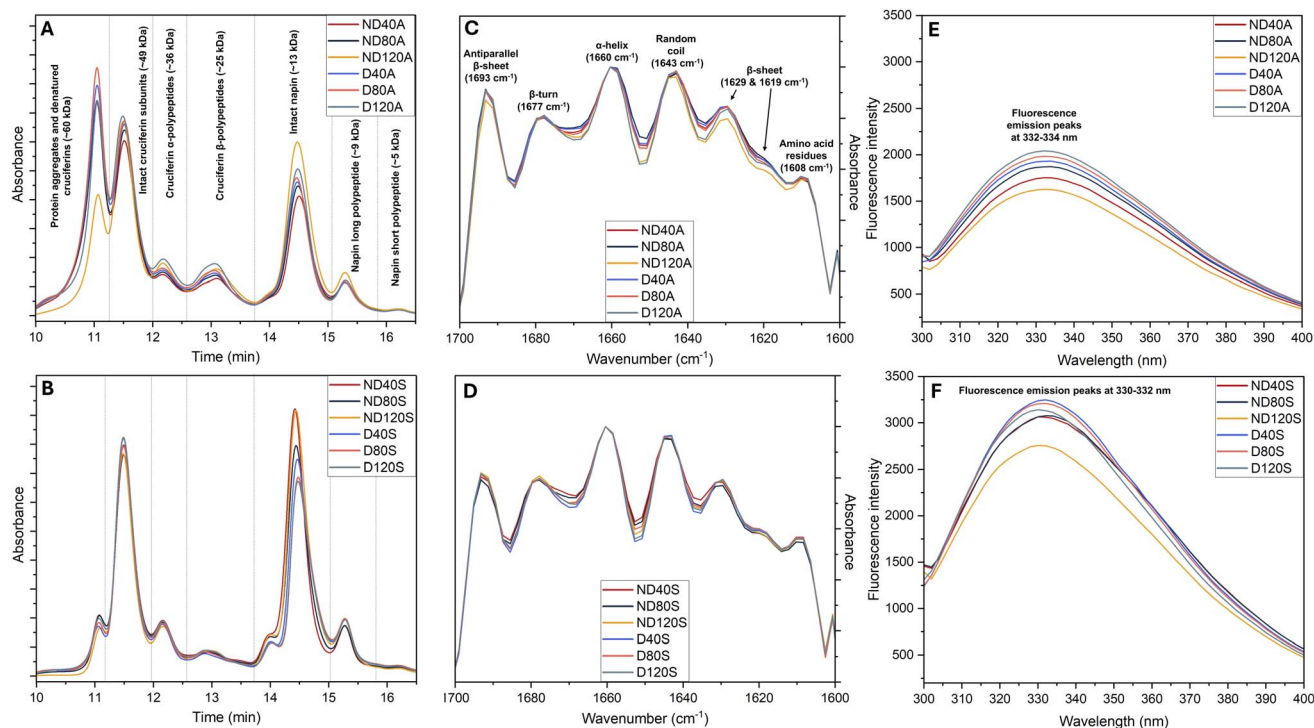 A
Absorbance
Protein aggregates and denatured
cruciferins (~60 kDa)
Intact cruciferin subunits (~49 kDa)
Cruciferin α-polypeptides (~36 kDa)
Cruciferin β-polypeptides (~25 kDa)
Intact napin (~13 kDa)
Napin long polypeptide (~9 kDa)
Napin short polypeptide (~5 kDa)
ND40A
ND80A
ND120A
D40A
D80A
D120A
10 11 12 13 14 15 16
Time (min)
C
Antiparallel
β-sheet
(1693 cm⁻¹)
β-turn
(1677 cm⁻¹)
α-helix
(1660 cm⁻¹)
Random
coil
(1643 cm⁻¹)
β-sheet
(1629 & 1619 cm⁻¹)
Amino acid
residues
(1608 cm⁻¹)
ND40A
ND80A
ND120A
D40A
D80A
D120A
Absorbance
1700 1680 1660 1640 1620 1600
Wavenumber (cm⁻¹)
E
Fluorescence
emission peaks
at 332-334 nm
ND40A
ND80A
ND120A
D40A
D80A
D120A
Fluorescence intensity
3500
3000
2500
2000
1500
1000
500
300 310 320 330 340 350 360 370 380 390 400
Wavelength (nm)
B
Absorbance
ND40S
ND80S
ND120S
D40S
D80S
D120S
10 11 12 13 14 15 16
Time (min)
D
ND40S
ND80S
ND120S
D40S
D80S
D120S
Absorbance
1700 1680 1660 1640 1620 1600
Wavenumber (cm⁻¹)
F
Fluorescence emission peaks at 330-332 nm
ND40S
ND80S
ND120S
D40S
D80S
D120S
Fluorescence intensity
3500
3000
2500
2000
1500
1000
500
300 310 320 330 340 350 360 370 380 390 400
Wavelength (nm)